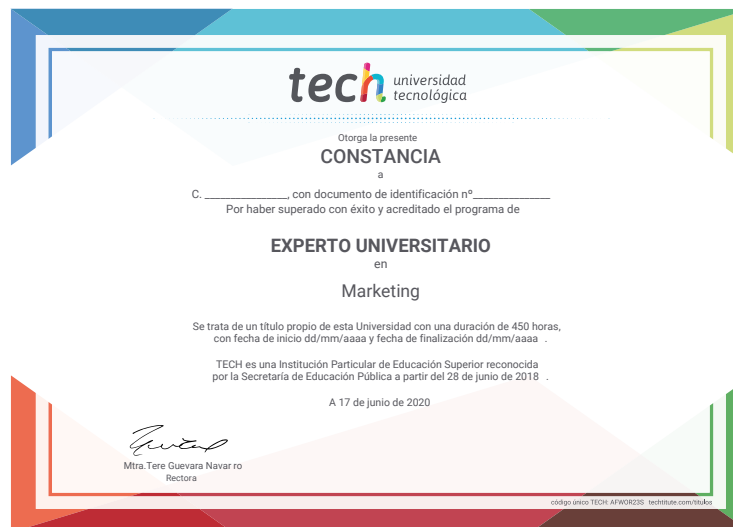 tech universidad
tecnológica
Otorga la presente
CONSTANCIA
a
C. ________________, con documento de identificación nº_______________
Por haber superado con éxito y acreditado el programa de
EXPERTO UNIVERSITARIO
en
Marketing
Se trata de un título propio de esta Universidad con una duración de 450 horas,
con fecha de inicio dd/mm/aaaa y fecha de finalización dd/mm/aaaa .
TECH es una Institución Particular de Educación Superior reconocida
por la Secretaría de Educación Pública a partir del 28 de junio de 2018 .
A 17 de junio de 2020
Mtra.Tere Guevara Navar ro
Rectora
código único TECH: AFWOR23S techtitute.com/titulos